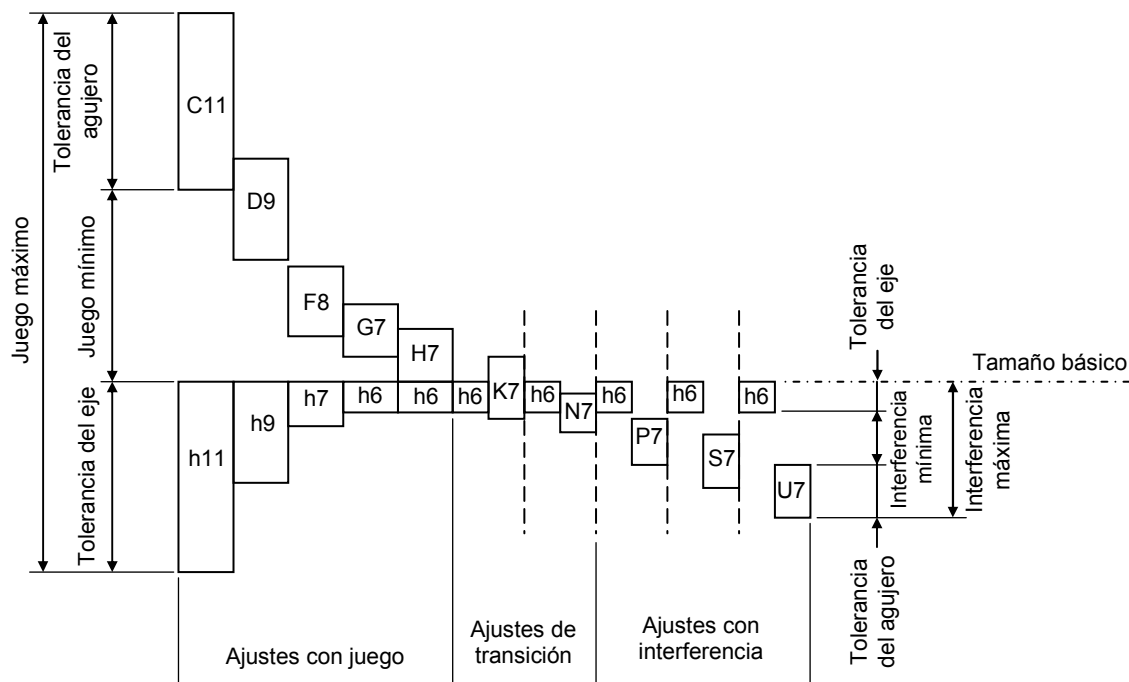 Juego máximo
Tolerancia del
agujero
Juego mínimo
Tolerancia del eje
C11
D9
F8
G7
H7
h11
h9
h7
h6
h6
h6
K7
h6
N7
h6
P7
h6
S7
h6
U7
Tolerancia
del eje
Tamaño básico
Interferencia
mínima
Interferencia
máxima
Tolerancia
del agujero
Ajustes con juego
Ajustes de
transición
Ajustes con
interferencia